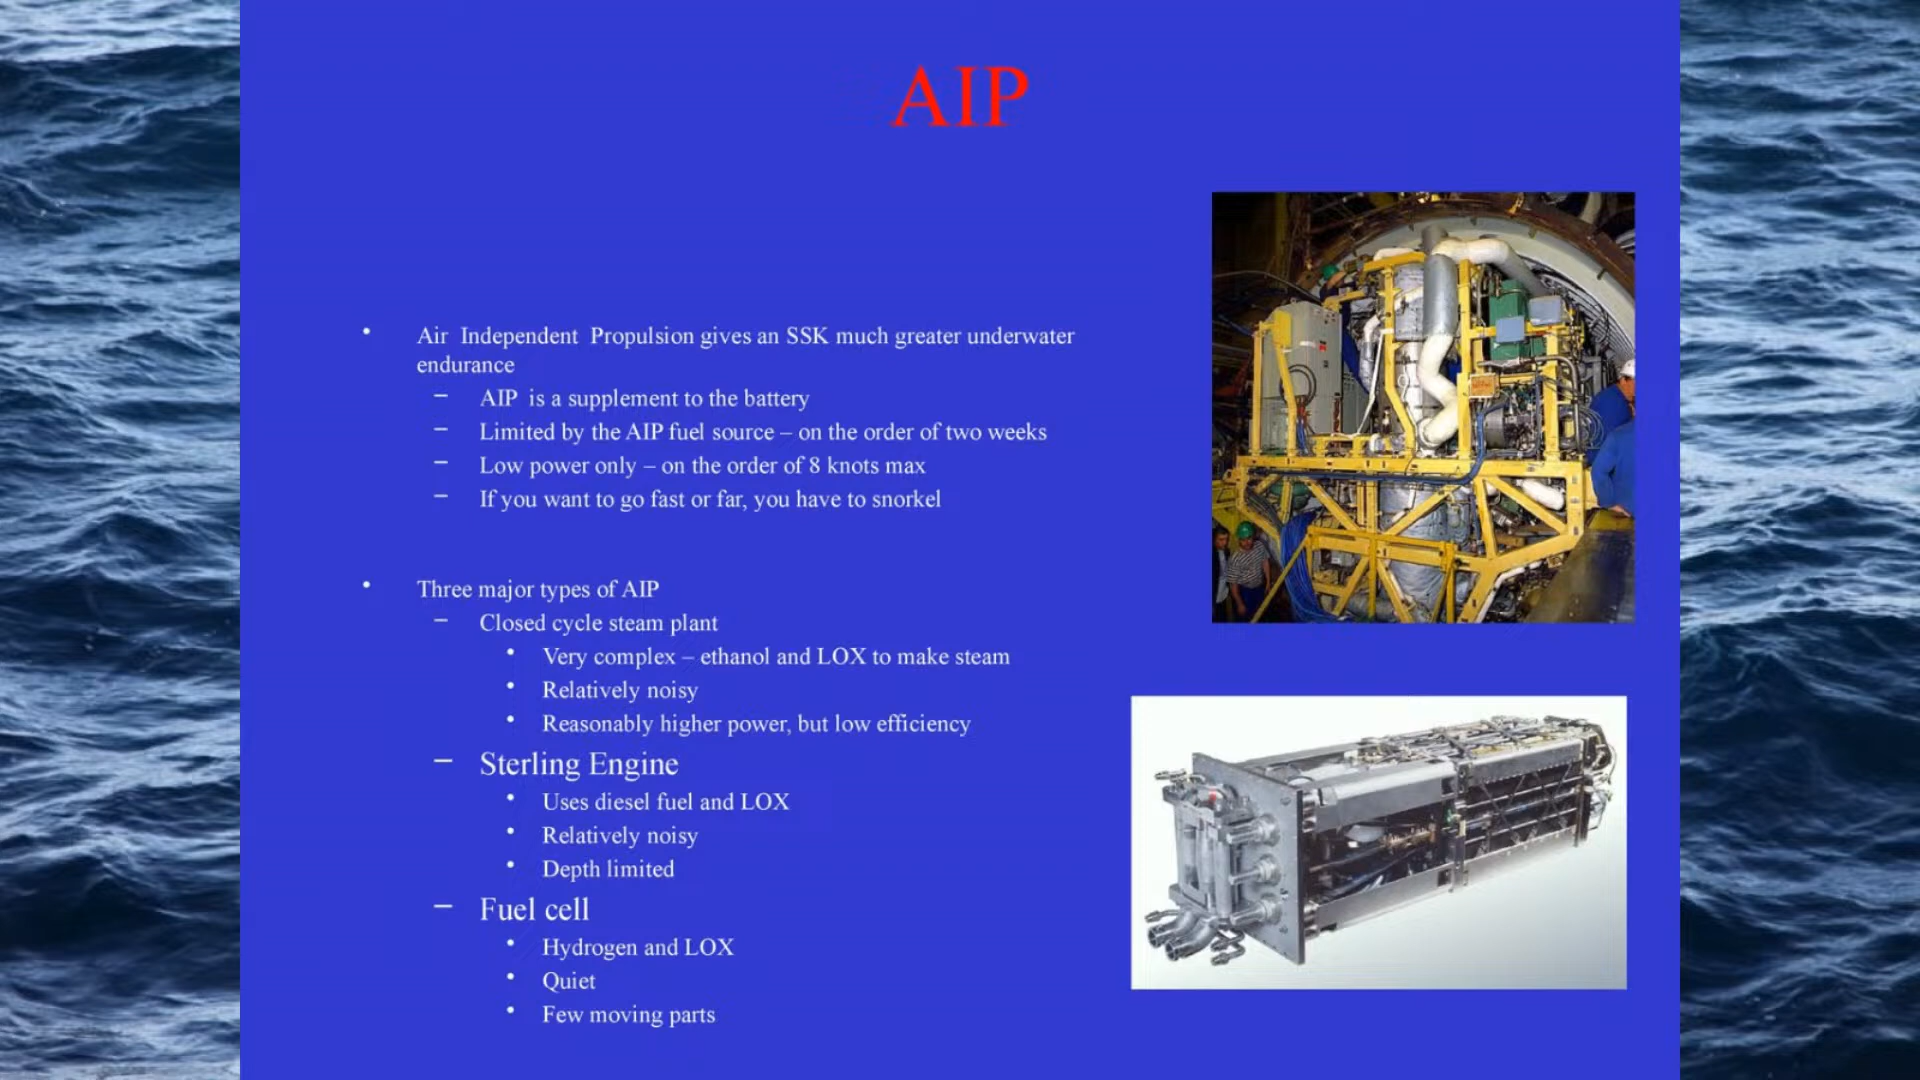 AIP
• Air Independent Propulsion gives an SSK much greater underwater
endurance
– AIP is a supplement to the battery
– Limited by the AIP fuel source – on the order of two weeks
– Low power only – on the order of 8 knots max
– If you want to go fast or far, you have to snorkel
• Three major types of AIP
– Closed cycle steam plant
• Very complex – ethanol and LOX to make steam
• Relatively noisy
• Reasonably higher power, but low efficiency
– Sterling Engine
• Uses diesel fuel and LOX
• Relatively noisy
• Depth limited
– Fuel cell
• Hydrogen and LOX
• Quiet
• Few moving parts